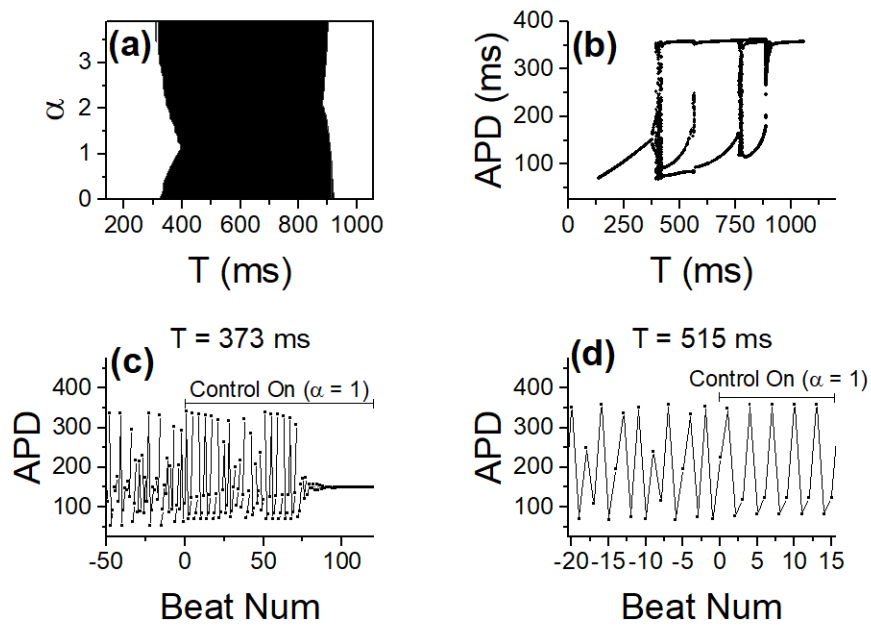 (a)
α
3
2
1
0
200 400 600 800 1000
T (ms)
(b)
APD (ms)
400
300
200
100
0 250 500 750 1000
T (ms)
T = 373 ms
(c)
Control On (α = 1)
APD
400
300
200
100
-50 0 50 100
Beat Num
T = 515 ms
(d)
Control On (α = 1)
APD
400
300
200
100
-20 -15 -10 -5 0 5 10 15
Beat Num